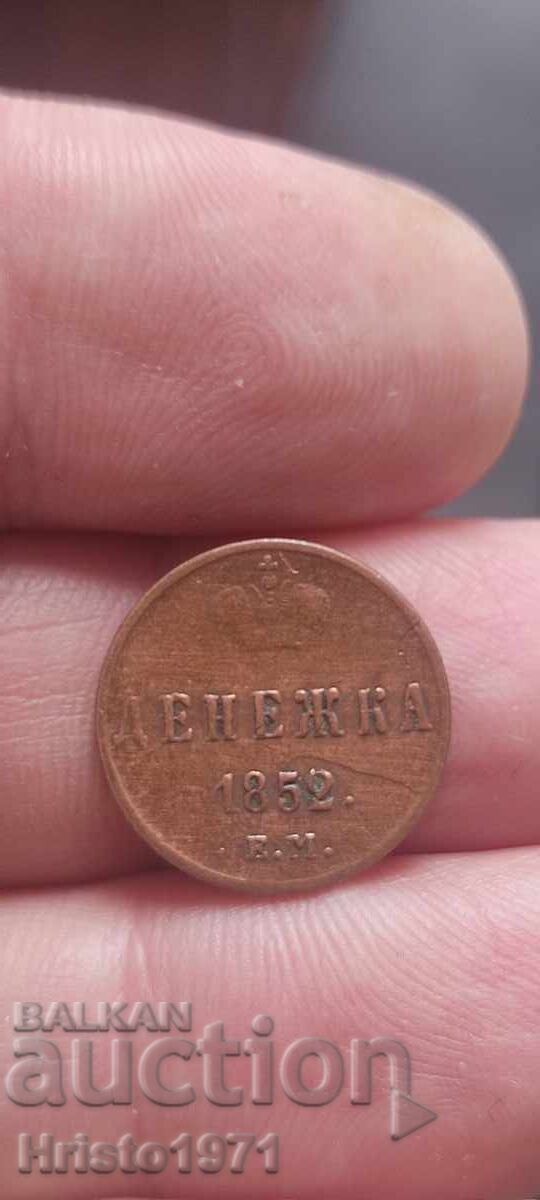 ДЕНЕЖКА
1852.
Е.М.
BALKAN
auction
Hristo1971